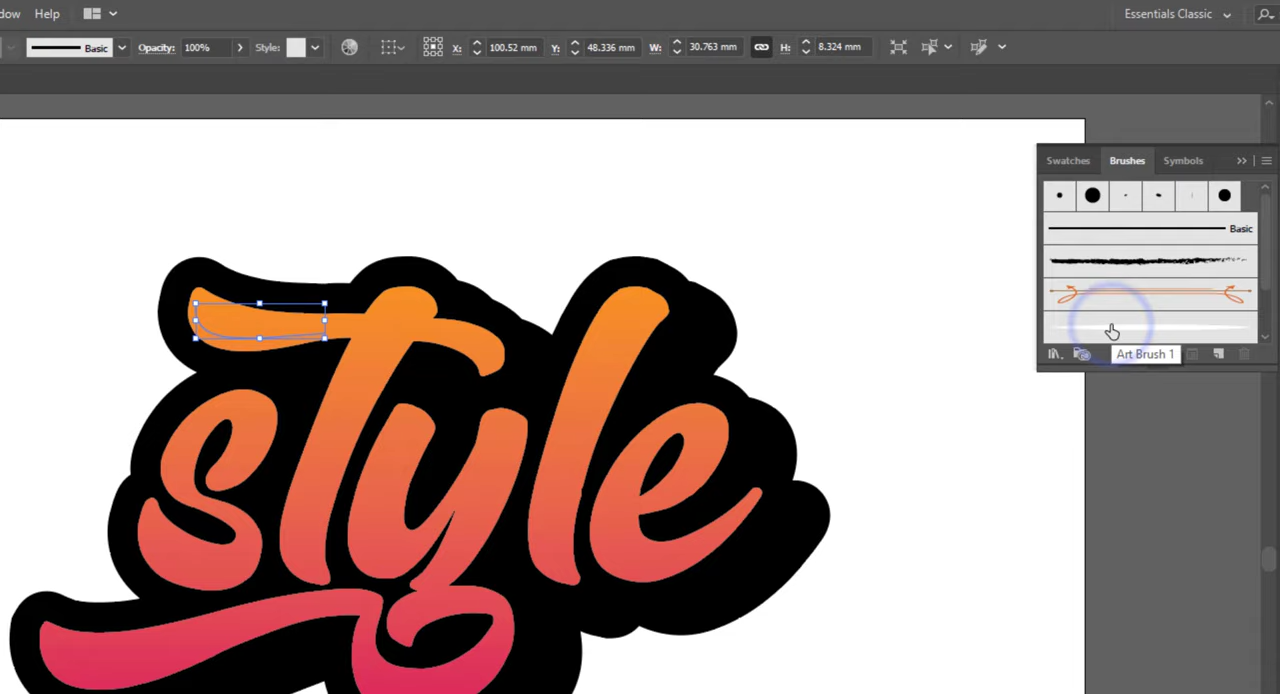 ndow Help Essentials Classic
Basic Opacity: 100% Style: X: 100.52 mm Y: 48.336 mm W: 30.763 mm H: 8.324 mm
Swatches Brushes Symbols
Basic
Art Brush 1
style